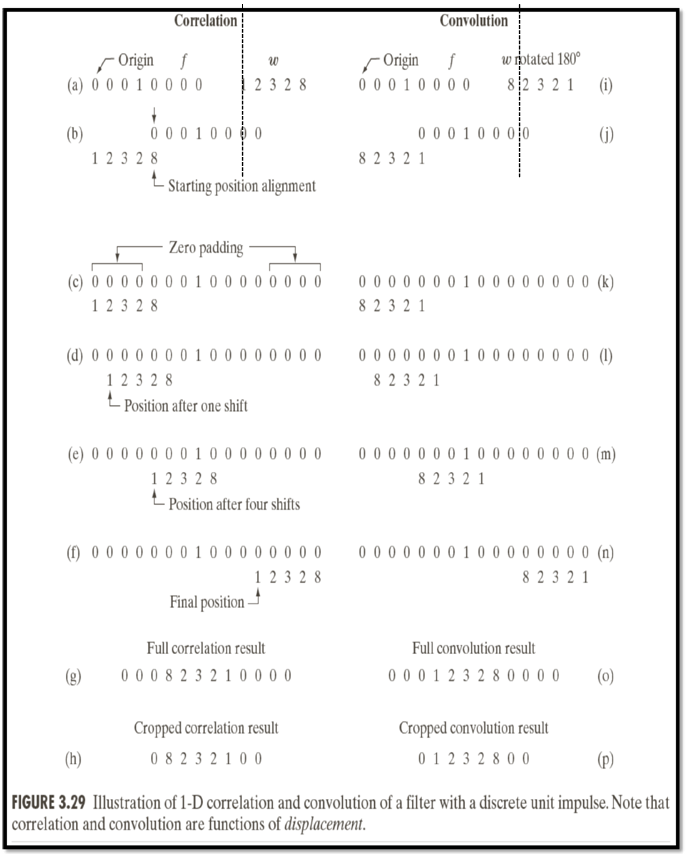 Correlation Convolution
Origin f w Origin f w rotated 180°
(a) 0 0 0 1 0 0 0 0 1 2 3 2 8 0 0 0 1 0 0 0 0 8 2 3 2 1 (i)
(b) 0 0 0 1 0 0 0 0 0 0 0 1 0 0 0 0 (j)
1 2 3 2 8 8 2 3 2 1
Starting position alignment
Zero padding
(c) 0 0 0 0 0 0 0 1 0 0 0 0 0 0 0 0 0 0 0 0 0 0 0 1 0 0 0 0 0 0 0 0 (k)
1 2 3 2 8 8 2 3 2 1
(d) 0 0 0 0 0 0 0 1 0 0 0 0 0 0 0 0 0 0 0 0 0 0 0 1 0 0 0 0 0 0 0 0 (l)
1 2 3 2 8 8 2 3 2 1
Position after one shift
(e) 0 0 0 0 0 0 0 1 0 0 0 0 0 0 0 0 0 0 0 0 0 0 0 1 0 0 0 0 0 0 0 0 (m)
1 2 3 2 8 8 2 3 2 1
Position after four shifts
(f) 0 0 0 0 0 0 0 1 0 0 0 0 0 0 0 0 0 0 0 0 0 0 0 1 0 0 0 0 0 0 0 0 (n)
1 2 3 2 8 8 2 3 2 1
Final position
Full correlation result Full convolution result
(g) 0 0 0 8 2 3 2 1 0 0 0 0 0 0 0 1 2 3 2 8 0 0 0 0 (o)
Cropped correlation result Cropped convolution result
(h) 0 8 2 3 2 1 0 0 0 1 2 3 2 8 0 0 (p)
FIGURE 3.29 Illustration of 1-D correlation and convolution of a filter with a discrete unit impulse. Note that
correlation and convolution are functions of displacement.